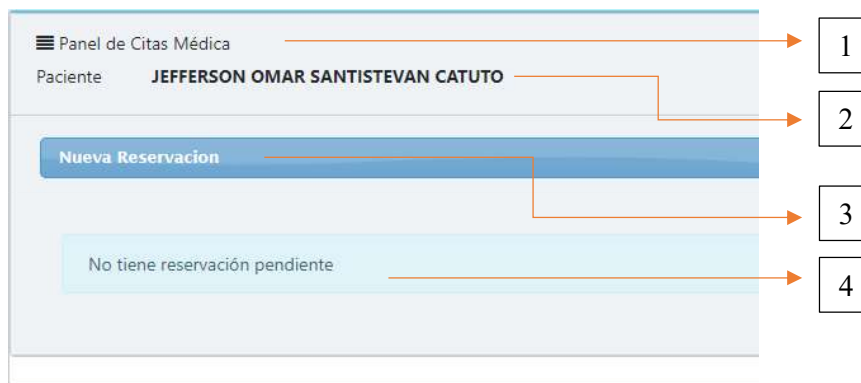 Panel de Citas Médica
1
Paciente JEFFERSON OMAR SANTISTEVAN CATUTO
2
Nueva Reservacion
3
No tiene reservación pendiente
4